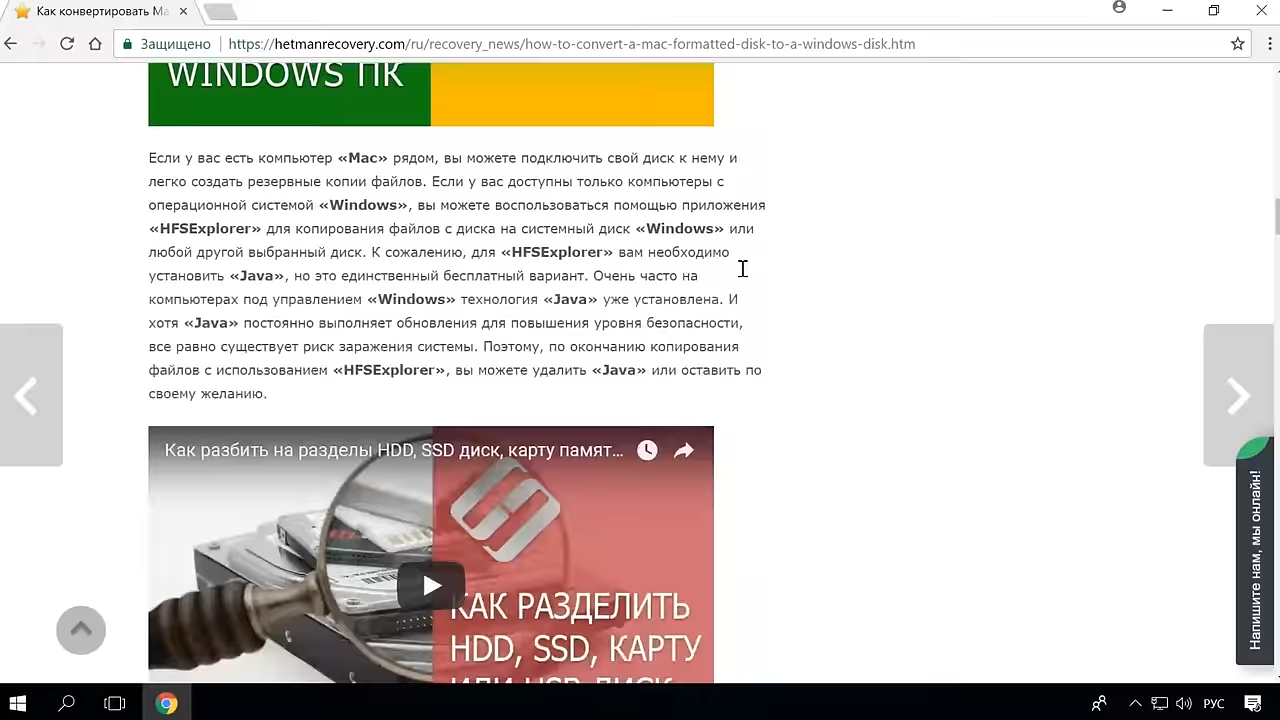 Как конвертировать Ma
Защищено
https://hetmanrecovery.com/ru/recovery_news/how-to-convert-a-mac-formatted-disk-to-a-windows-disk.htm
WINDOWS ПК
Если у вас есть компьютер «Mac» рядом, вы можете подключить свой диск к нему и
легко создать резервные копии файлов. Если у вас доступны только компьютеры с
операционной системой «Windows», вы можете воспользоваться помощью приложения
«HFSExplorer» для копирования файлов с диска на системный диск «Windows» или
любой другой выбранный диск. К сожалению, для «HFSExplorer» вам необходимо
установить «Java», но это единственный бесплатный вариант. Очень часто на
компьютерах под управлением «Windows» технология «Java» уже установлена. И
хотя «Java» постоянно выполняет обновления для повышения уровня безопасности,
все равно существует риск заражения системы. Поэтому, по окончанию копирования
файлов с использованием «HFSExplorer», вы можете удалить «Java» или оставить по
своему желанию.
Как разбить на разделы HDD, SSD диск, карту памят...
КАК РАЗДЕЛИТЬ
HDD, SSD, КАРТУ
ИЛИ USB ДИСК
Напишите нам, мы онлайн!
РУС